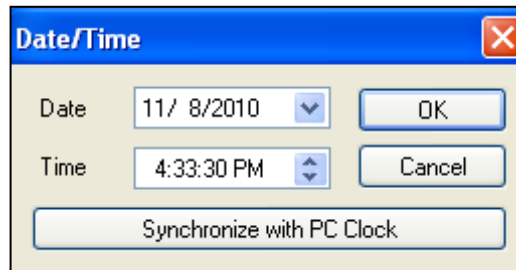 Date/Time
Date 11/ 8/2010 OK
Time 4:33:30 PM Cancel
Synchronize with PC Clock